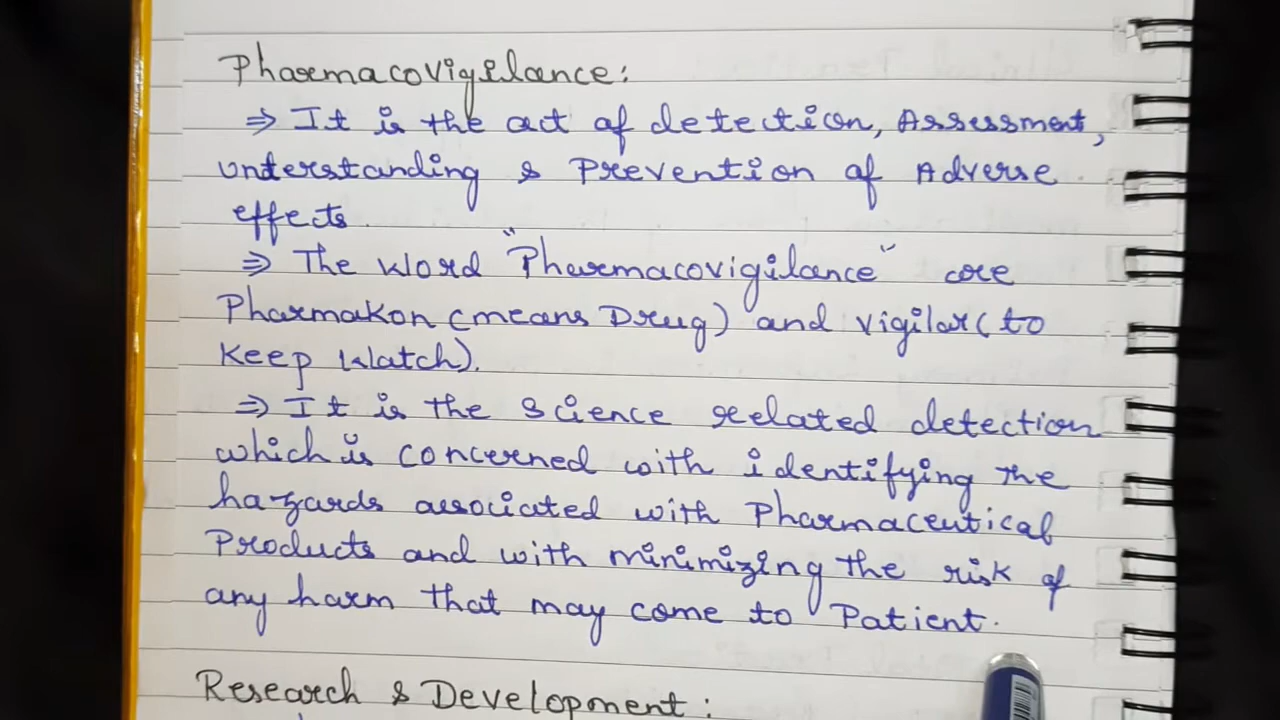 Pharmacovigilance:
⇒ It is the act of detection, Assessment,
Understanding & Prevention of Adverse
effects.
⇒ The word "Pharmacovigilance" are
Pharmakon (means Drug) and vigilar (to
Keep Watch).
⇒ It is the Science related detection
which is concerned with identifying the
hazards associated with Pharmaceutical
Products and with minimizing the risk of
any harm that may come to Patient.
Research & Development: